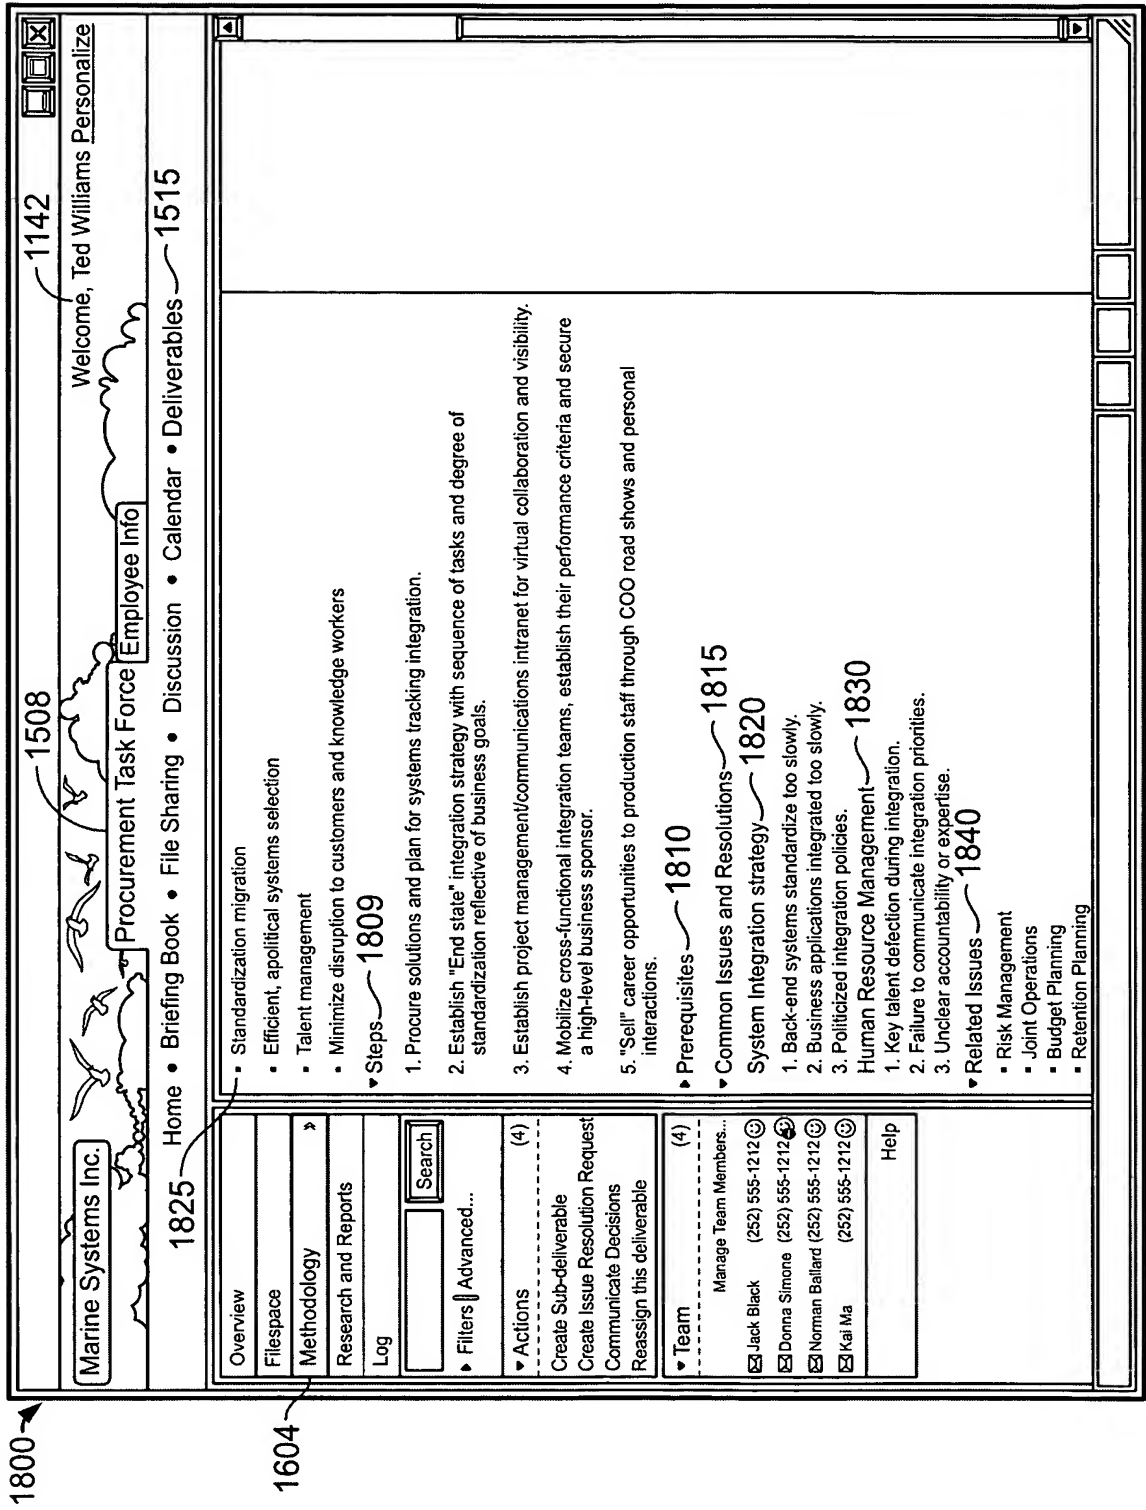 1800
1508
1142
Marine Systems Inc.
Procurement Task Force
Employee Info
Welcome, Ted Williams Personalize
1825
Home • Briefing Book • File Sharing • Discussion • Calendar • Deliverables
1515
1604
Overview
Filespace
Methodology »
Research and Reports
Log
Search
Filters [] Advanced...
Actions (4)
Create Sub-deliverable
Create Issue Resolution Request
Communicate Decisions
Reassign this deliverable
Team (4)
Manage Team Members...
Jack Black (252) 555-1212
Donna Simone (252) 555-1212
Norman Ballard (252) 555-1212
Kai Ma (252) 555-1212
Help
▪ Standardization migration
▪ Efficient, apolitical systems selection
▪ Talent management
▪ Minimize disruption to customers and knowledge workers
▾ Steps 1809
1. Procure solutions and plan for systems tracking integration.
2. Establish "End state" integration strategy with sequence of tasks and degree of
standardization reflective of business goals.
3. Establish project management/communications intranet for virtual collaboration and visibility.
4. Mobilize cross-functional integration teams, establish their performance criteria and secure
a high-level business sponsor.
5. "Sell" career opportunities to production staff through COO road shows and personal
interactions.
▸ Prerequisites 1810
▾ Common Issues and Resolutions 1815
System Integration strategy 1820
1. Back-end systems standardize too slowly.
2. Business applications integrated too slowly.
3. Politicized integration policies.
Human Resource Management 1830
1. Key talent defection during integration.
2. Failure to communicate integration priorities.
3. Unclear accountability or expertise.
▾ Related Issues 1840
▪ Risk Management
▪ Joint Operations
▪ Budget Planning
▪ Retention Planning